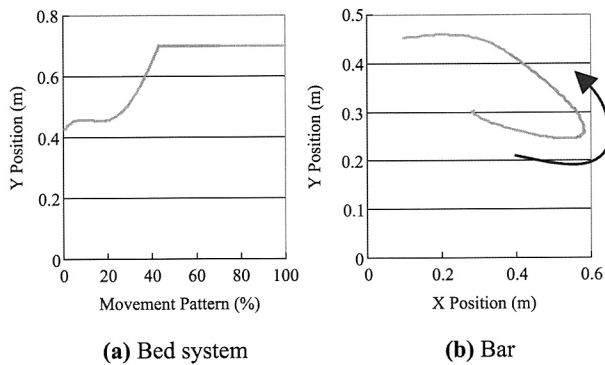 Y Position (m)
0.8
0.6
0.4
0.2
0
0 20 40 60 80 100
Movement Pattern (%)
(a) Bed system
Y Position (m)
0.5
0.4
0.3
0.2
0.1
0
0 0.2 0.4 0.6
X Position (m)
(b) Bar